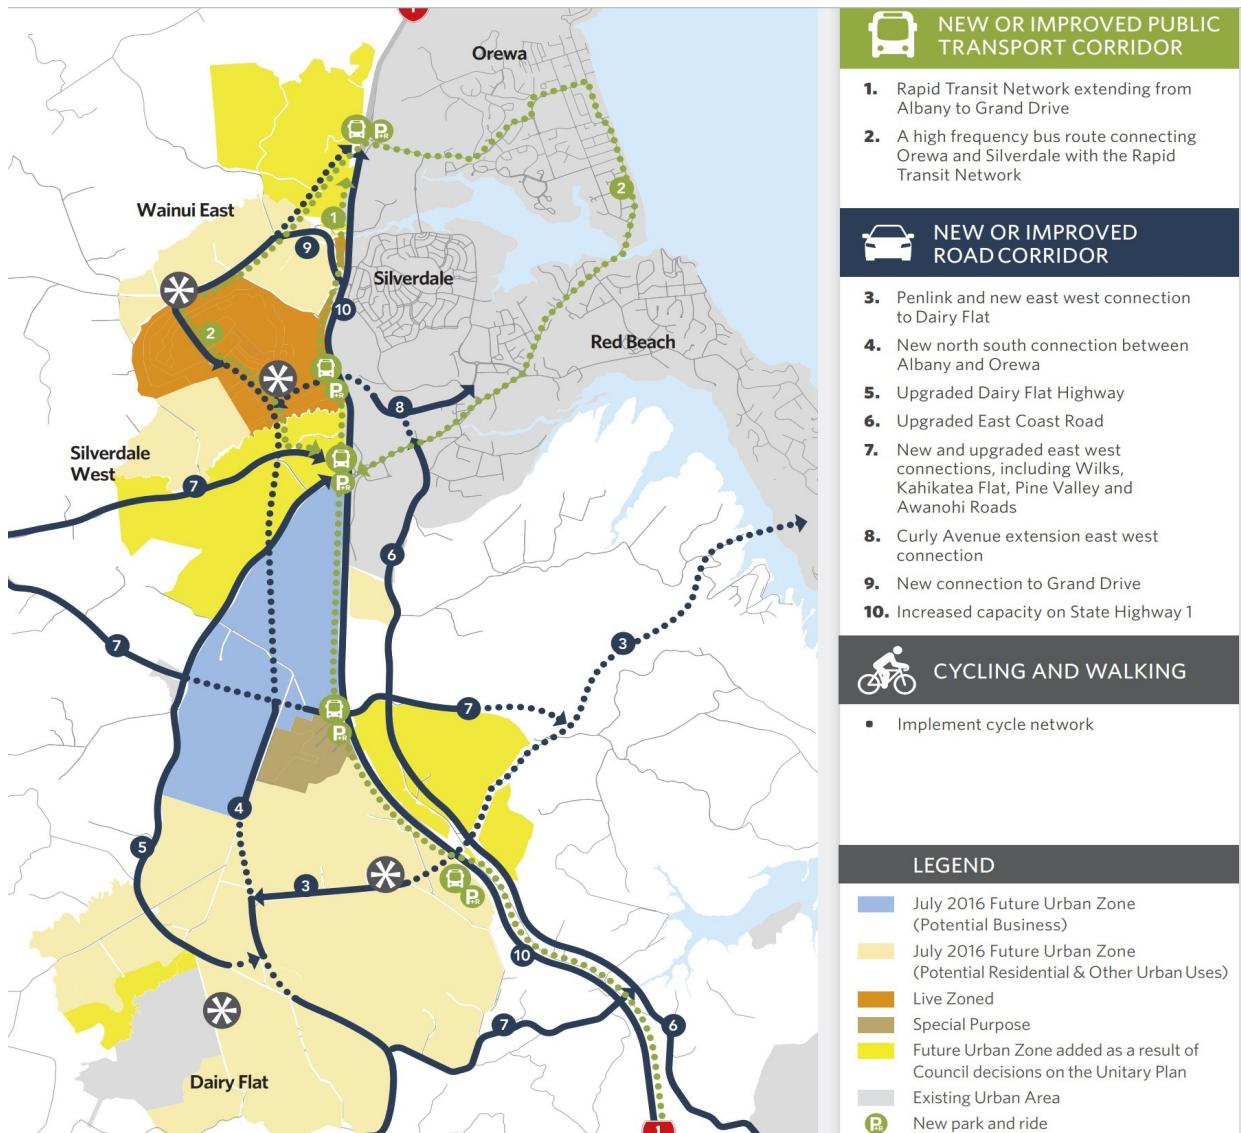 1
Orewa
P+R
2
Wainui East
1
9
Silverdale
2
10
Red Beach
P+R
8
Silverdale
West
7
P+R
6
7
3
7
P+R
4
5
3
P+R
10
7
6
Dairy Flat
1
NEW OR IMPROVED PUBLIC
TRANSPORT CORRIDOR
1. Rapid Transit Network extending from
Albany to Grand Drive
2. A high frequency bus route connecting
Orewa and Silverdale with the Rapid
Transit Network
NEW OR IMPROVED
ROAD CORRIDOR
3. Penlink and new east west connection
to Dairy Flat
4. New north south connection between
Albany and Orewa
5. Upgraded Dairy Flat Highway
6. Upgraded East Coast Road
7. New and upgraded east west
connections, including Wilks,
Kahikatea Flat, Pine Valley and
Awanohi Roads
8. Curly Avenue extension east west
connection
9. New connection to Grand Drive
10. Increased capacity on State Highway 1
CYCLING AND WALKING
▪ Implement cycle network
LEGEND
July 2016 Future Urban Zone
(Potential Business)
July 2016 Future Urban Zone
(Potential Residential & Other Urban Uses)
Live Zoned
Special Purpose
Future Urban Zone added as a result of
Council decisions on the Unitary Plan
Existing Urban Area
P+R New park and ride